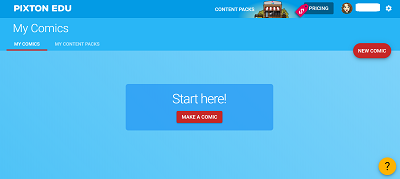 PIXTON EDU
CONTENT PACKS
PRICING
My Comics
MY COMICS
MY CONTENT PACKS
NEW COMIC
Start here!
MAKE A COMIC
?